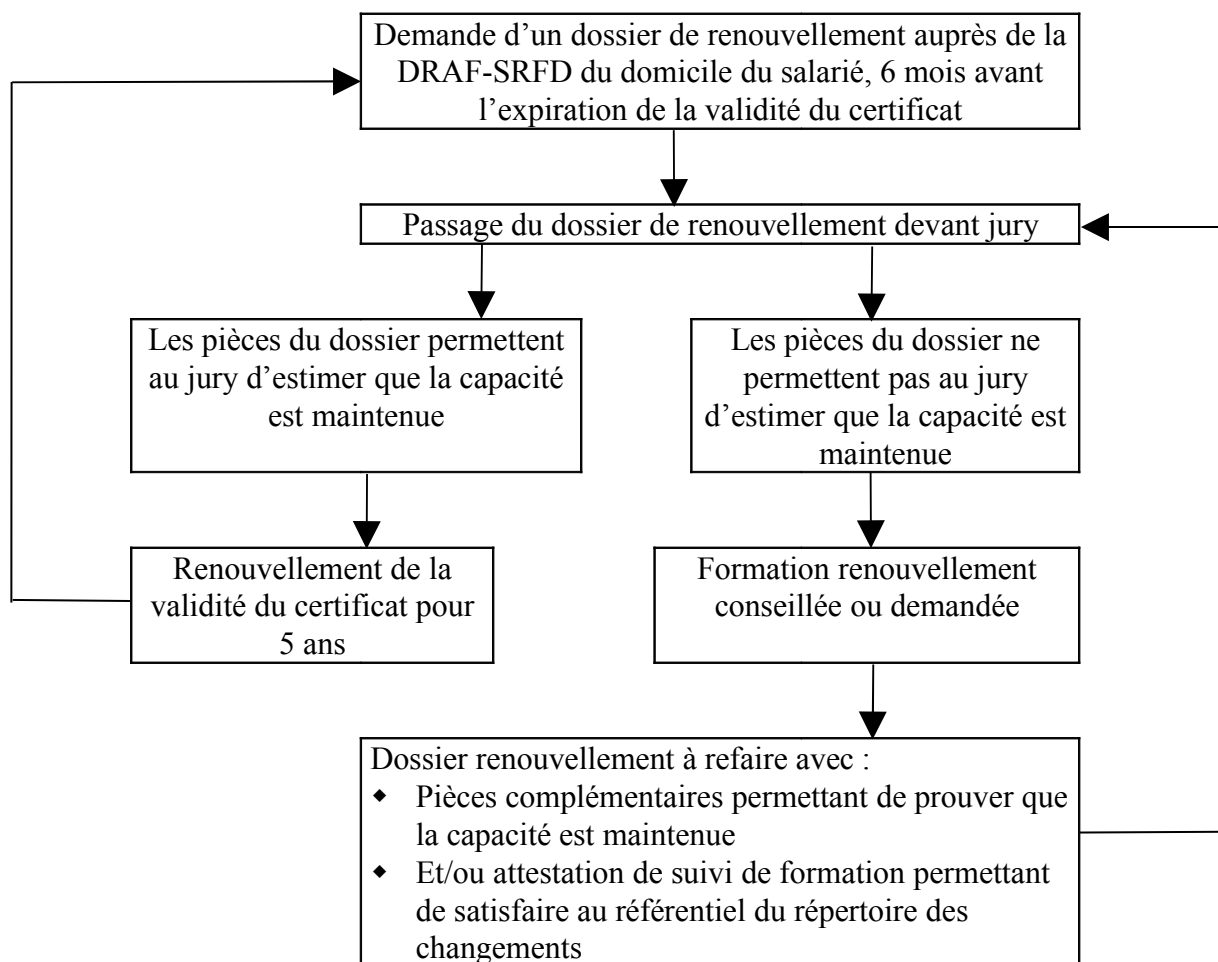 Demande d’un dossier de renouvellement auprès de la
DRAF-SRFD du domicile du salarié, 6 mois avant
l’expiration de la validité du certificat
Passage du dossier de renouvellement devant jury
Les pièces du dossier permettent
au jury d’estimer que la capacité
est maintenue
Les pièces du dossier ne
permettent pas au jury
d’estimer que la capacité est
maintenue
Renouvellement de la
validité du certificat pour
5 ans
Formation renouvellement
conseillée ou demandée
Dossier renouvellement à refaire avec :
◆ Pièces complémentaires permettant de prouver que
la capacité est maintenue
◆ Et/ou attestation de suivi de formation permettant
de satisfaire au référentiel du répertoire des
changements